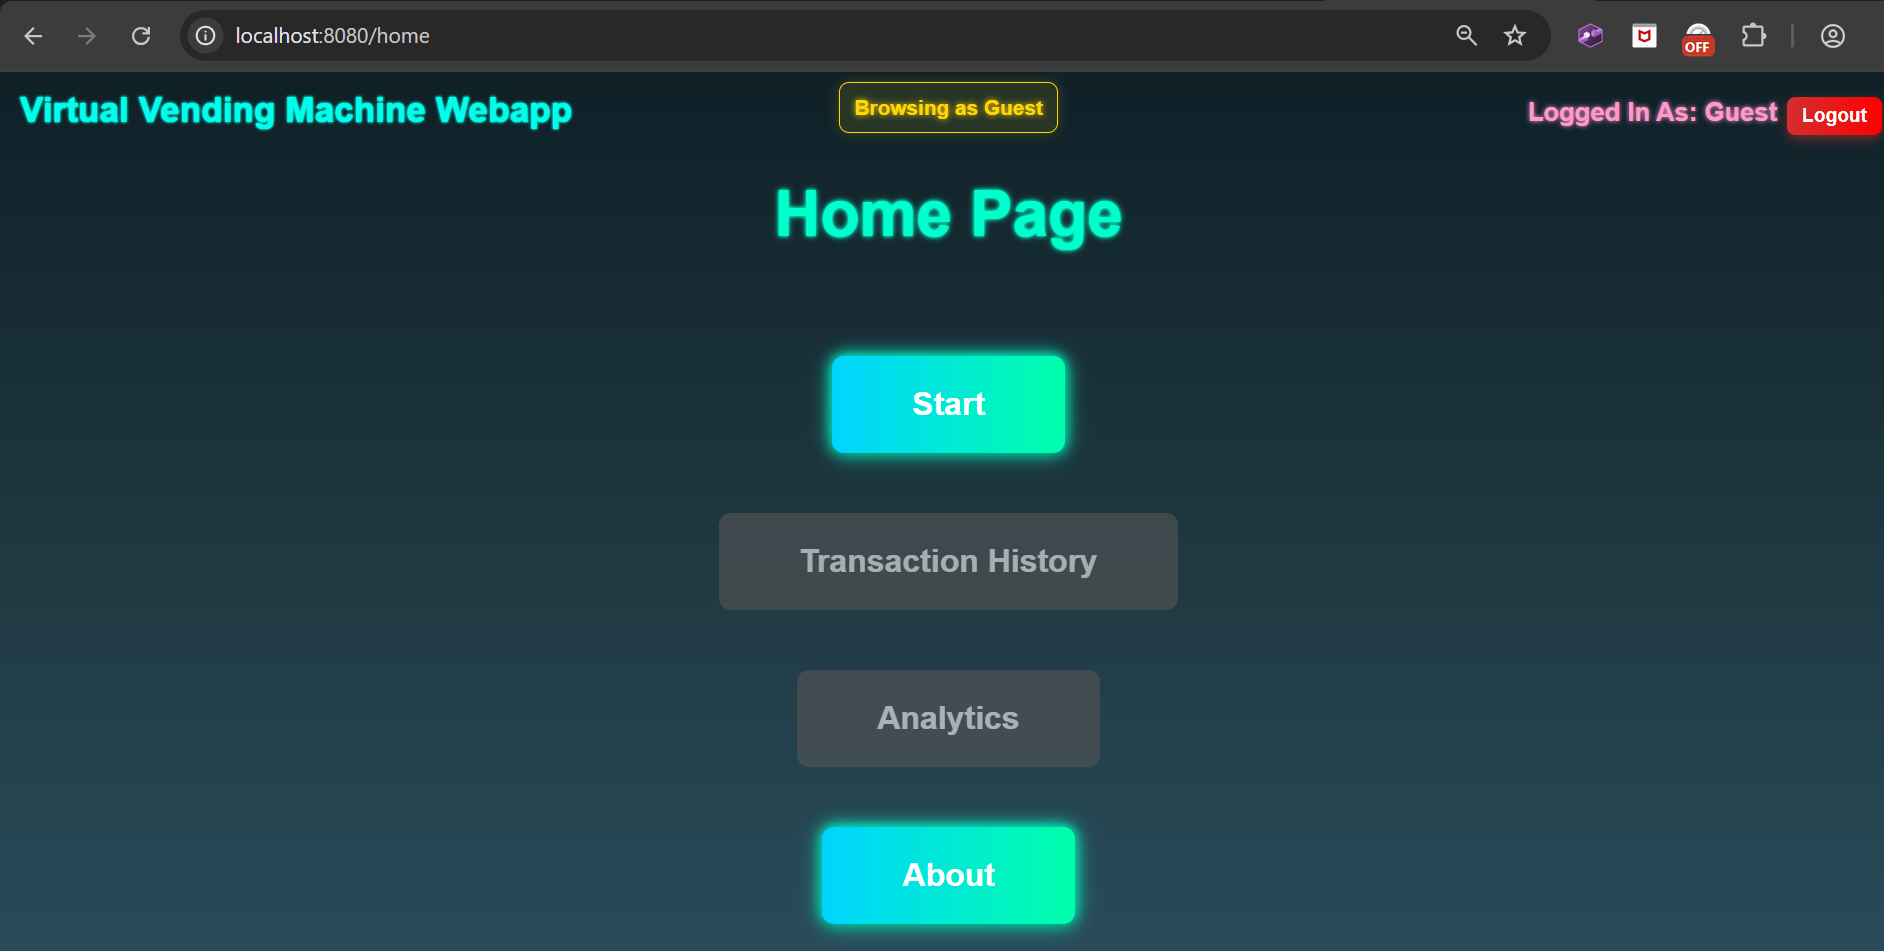 localhost:8080/home
OFF
Virtual Vending Machine Webapp
Browsing as Guest
Logged In As: Guest
Logout
Home Page
Start
Transaction History
Analytics
About